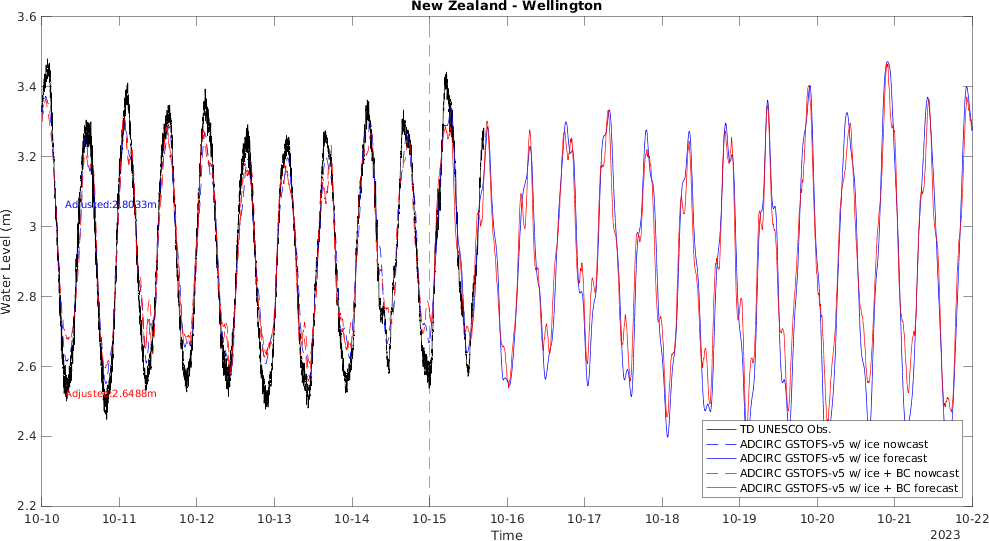 New Zealand - Wellington
3.6
3.4
3.2
3
2.8
2.6
2.4
2.2
Water Level (m)
Adjusted:2.8033m
Adjusted:2.6488m
TD UNESCO Obs.
ADCIRC GSTOFS-v5 w/ ice nowcast
ADCIRC GSTOFS-v5 w/ ice forecast
ADCIRC GSTOFS-v5 w/ ice + BC nowcast
ADCIRC GSTOFS-v5 w/ ice + BC forecast
10-10 10-11 10-12 10-13 10-14 10-15 10-16 10-17 10-18 10-19 10-20 10-21 10-22
Time
2023